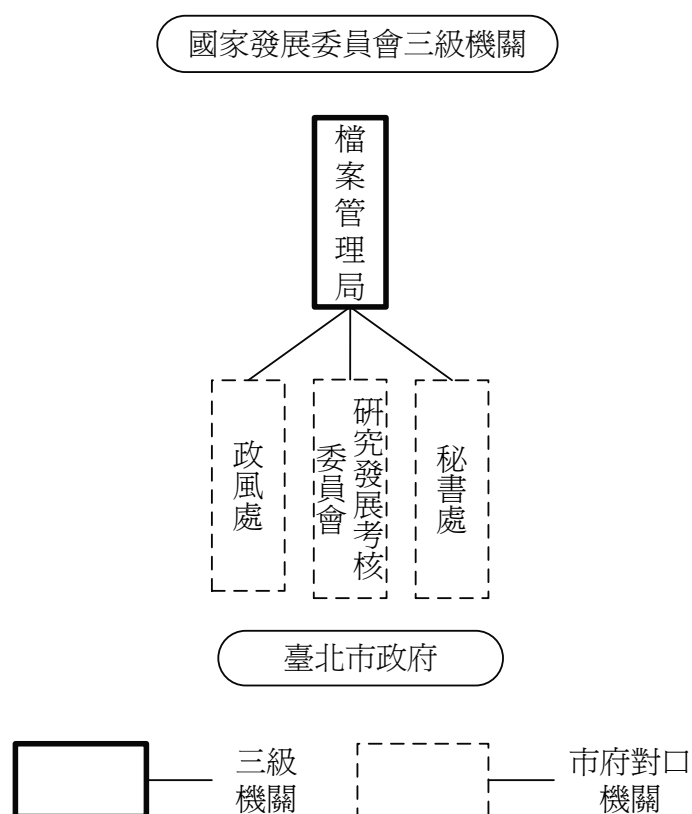 國家發展委員會三級機關
檔案管理局
政風處
研究發展考核
委員會
秘書處
臺北市政府
三級
機關
市府對口
機關